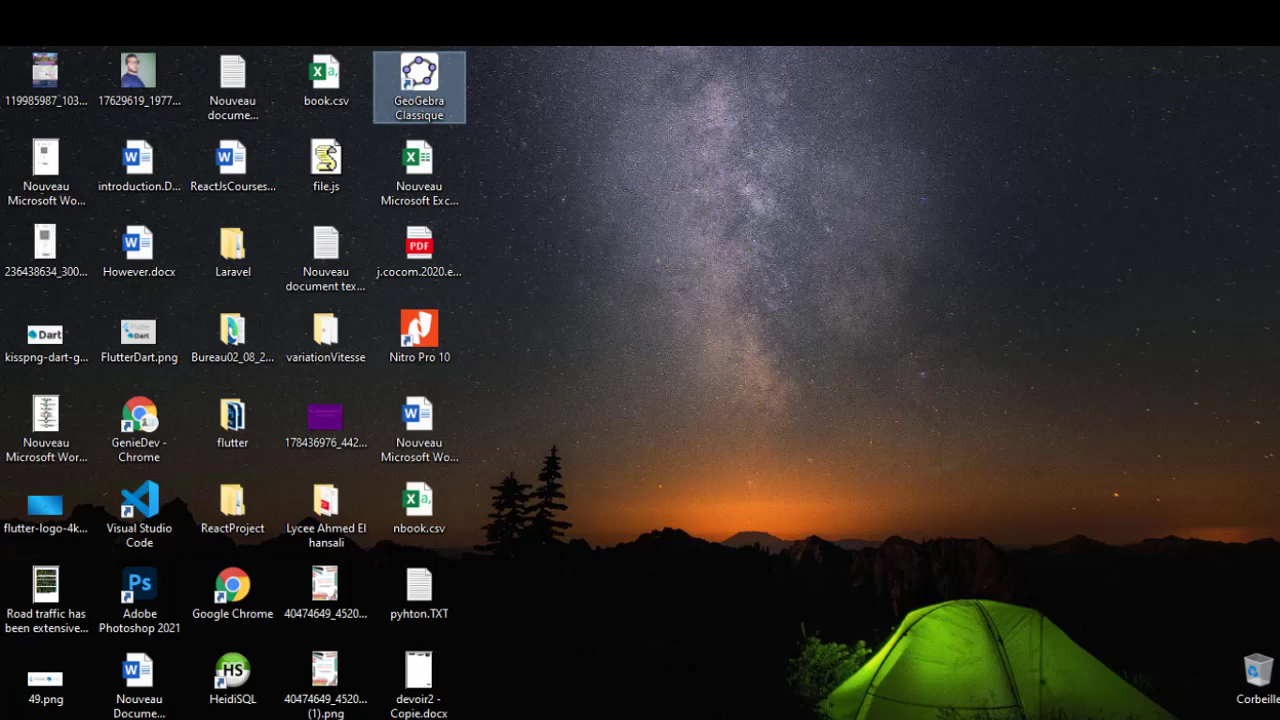 119985987_103...
17629619_1977...
Nouveau
docume...
book.csv
GeoGebra
Classique
Nouveau
Microsoft Wo...
introduction.D...
ReactJsCourses...
file.js
Nouveau
Microsoft Exc...
236438634_300...
However.docx
Laravel
Nouveau
document tex...
PDF
j.cocom.2020.e...
Dart
kisspng-dart-g...
FlutterDart.png
Bureau02_08_2...
variationVitesse
Nitro Pro 10
Nouveau
Microsoft Wor...
GenieDev -
Chrome
flutter
178436976_442...
Nouveau
Microsoft Wo...
flutter-logo-4k...
Visual Studio
Code
ReactProject
Lycee Ahmed El
hansali
nbook.csv
Road traffic has
been extensive...
Ps
Adobe
Photoshop 2021
Google Chrome
40474649_4520...
pyhton.TXT
49.png
Nouveau
Docume...
HS
HeidiSQL
40474649_4520...
(1).png
devoir2 -
Copie.docx
Corbeille